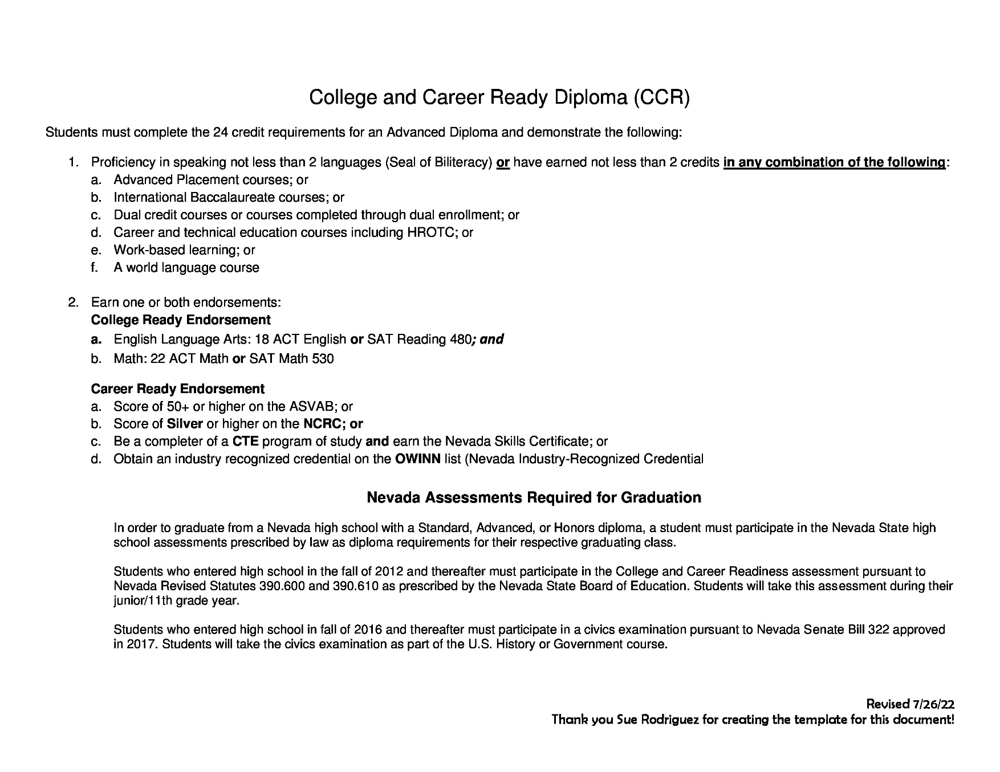 College and Career Ready Diploma (CCR)
Students must complete the 24 credit requirements for an Advanced Diploma and demonstrate the following:
1. Proficiency in speaking not less than 2 languages (Seal of Biliteracy) or have earned not less than 2 credits in any combination of the following:
a. Advanced Placement courses; or
b. International Baccalaureate courses; or
c. Dual credit courses or courses completed through dual enrollment; or
d. Career and technical education courses including HROTC; or
e. Work-based learning; or
f. A world language course
2. Earn one or both endorsements:
College Ready Endorsement
a. English Language Arts: 18 ACT English or SAT Reading 480; and
b. Math: 22 ACT Math or SAT Math 530
Career Ready Endorsement
a. Score of 50+ or higher on the ASVAB; or
b. Score of Silver or higher on the NCRC; or
c. Be a completer of a CTE program of study and earn the Nevada Skills Certificate; or
d. Obtain an industry recognized credential on the OWINN list (Nevada Industry-Recognized Credential
Nevada Assessments Required for Graduation
In order to graduate from a Nevada high school with a Standard, Advanced, or Honors diploma, a student must participate in the Nevada State high
school assessments prescribed by law as diploma requirements for their respective graduating class.
Students who entered high school in the fall of 2012 and thereafter must participate in the College and Career Readiness assessment pursuant to
Nevada Revised Statutes 390.600 and 390.610 as prescribed by the Nevada State Board of Education. Students will take this assessment during their
junior/11th grade year.
Students who entered high school in fall of 2016 and thereafter must participate in a civics examination pursuant to Nevada Senate Bill 322 approved
in 2017. Students will take the civics examination as part of the U.S. History or Government course.
Revised 7/26/22
Thank you Sue Rodriguez for creating the template for this document!